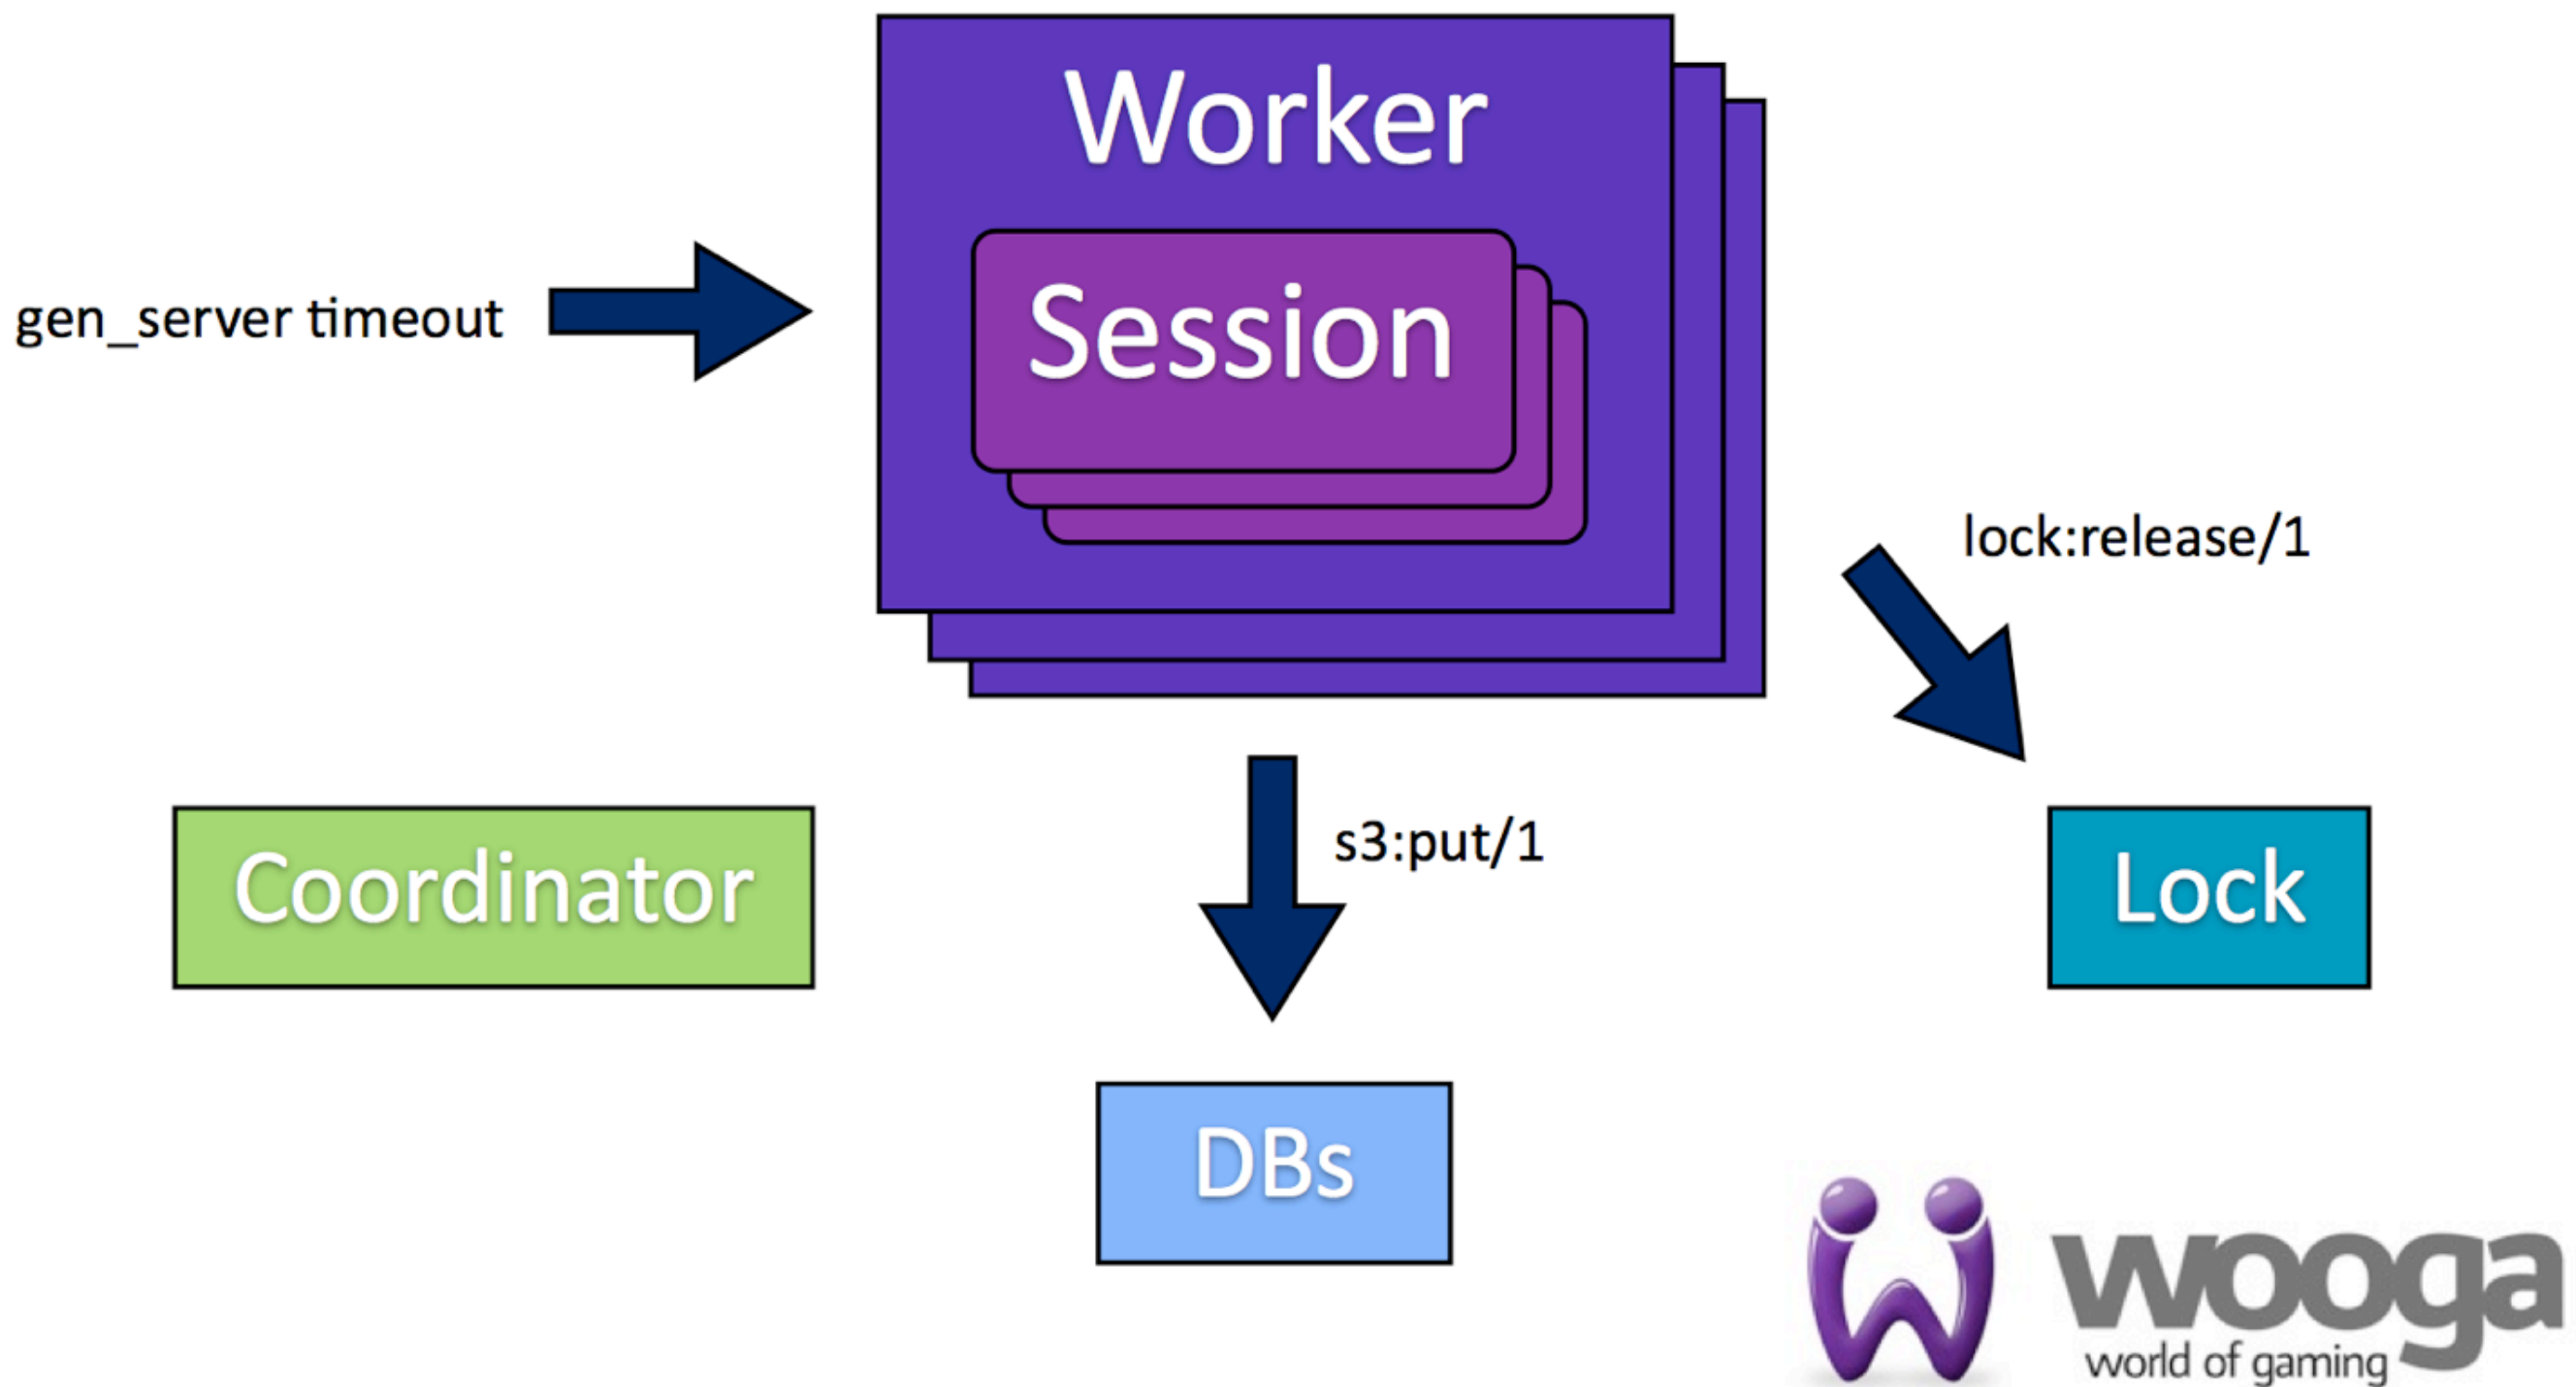 Worker
Session
gen_server timeout
lock:release/1
s3:put/1
Coordinator
Lock
DBs
wooga
world of gaming